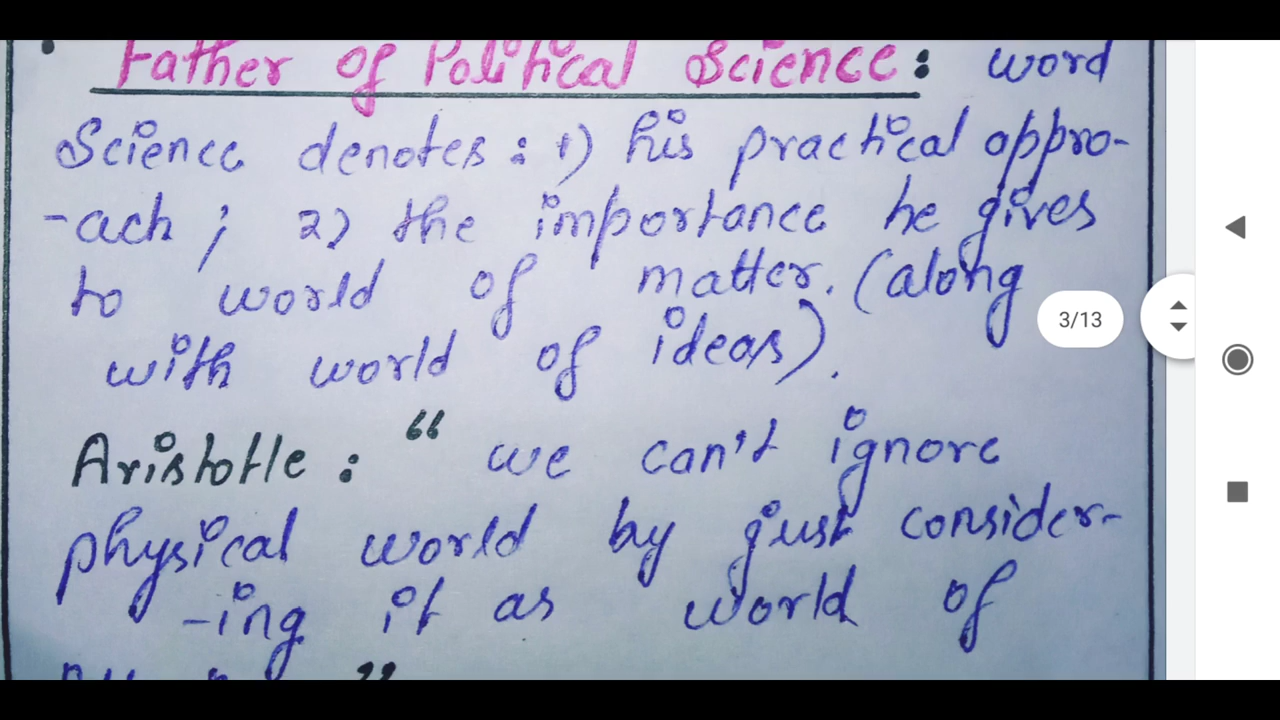 • Father of Political Science: word
Science denotes: 1) his practical appro-
-ach; 2) the importance he gives
to world of matter. (along
with world of ideas).
Aristotle: “ we can't ignore
physical world by just consider-
-ing it as world of
”
3/13